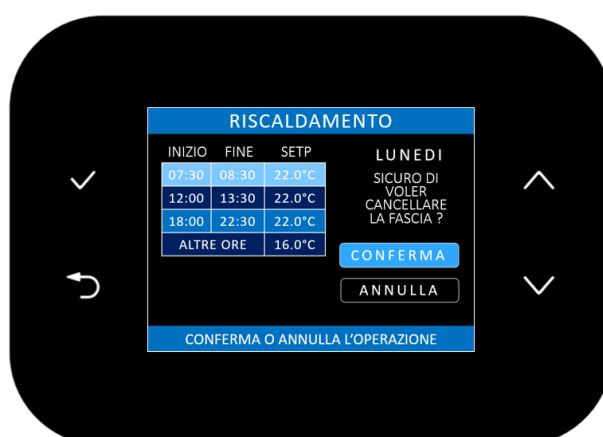 RISCALDAMENTO
INIZIO FINE SETP
07:30 08:30 22.0°C
12:00 13:30 22.0°C
18:00 22:30 22.0°C
ALTRE ORE 16.0°C
LUNEDI
SICURO DI
VOLER
CANCELLARE
LA FASCIA ?
CONFERMA
ANNULLA
CONFERMA O ANNULLA L'OPERAZIONE